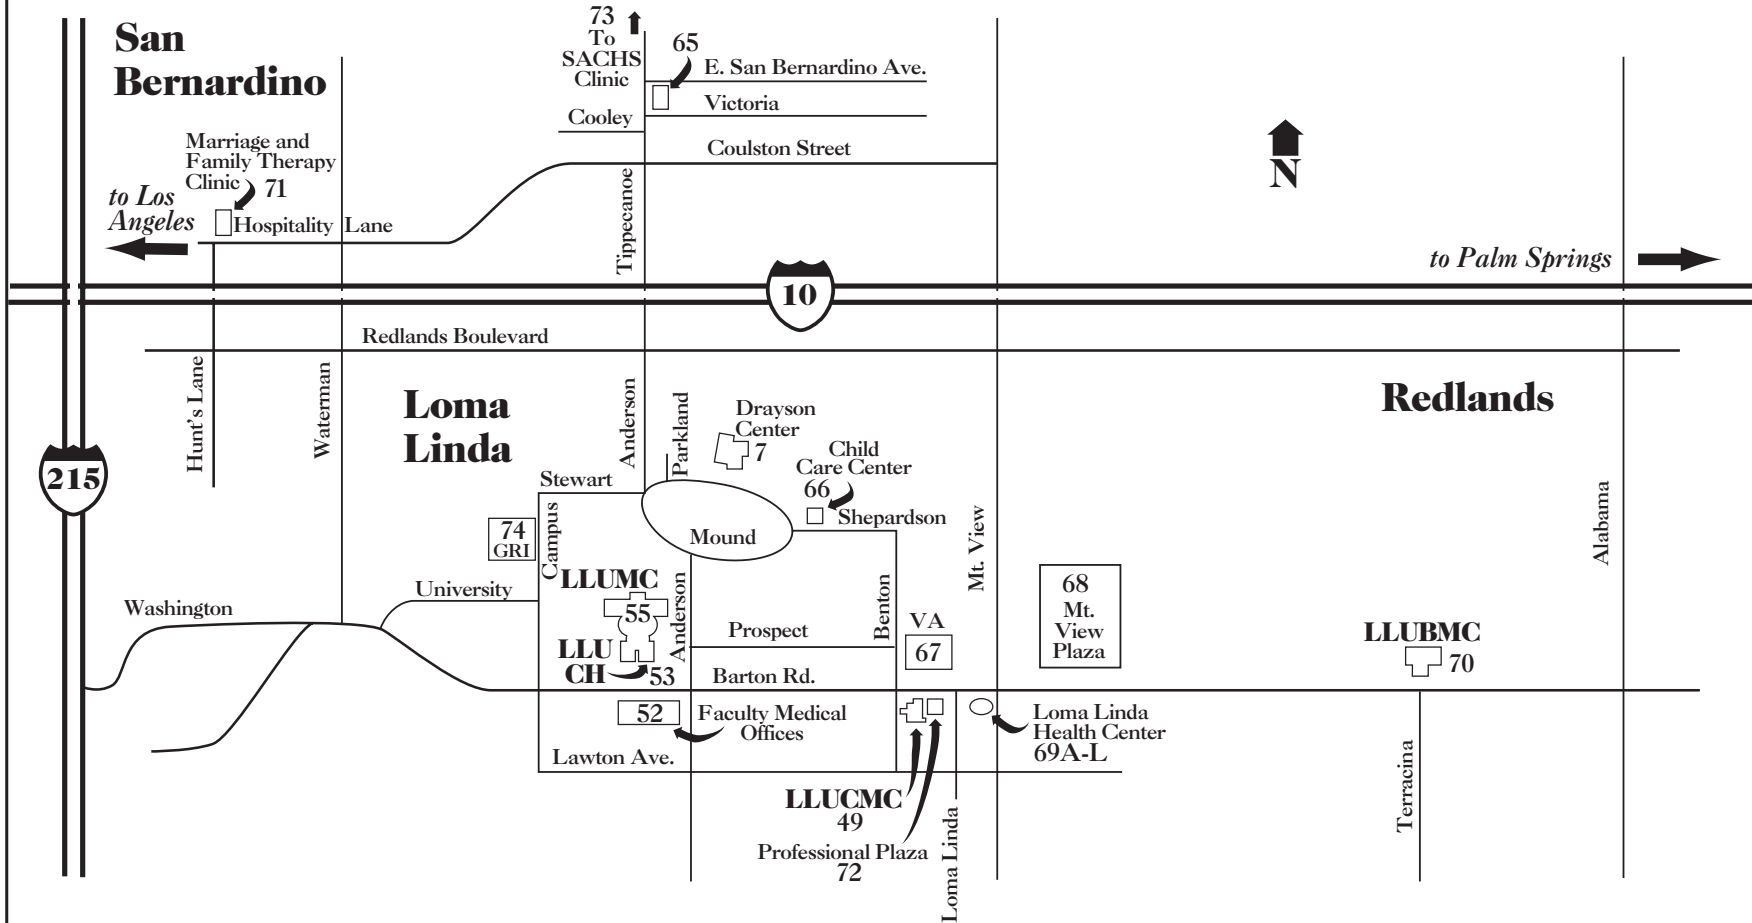 San
Bernardino
73
To
SACHS
Clinic
65
E. San Bernardino Ave.
Victoria
Cooley
Coulston Street
Marriage and
Family Therapy
Clinic
71
to Los
Angeles
Hospitality Lane
Tippecanoe
N
to Palm Springs
10
Redlands Boulevard
Hunt's Lane
Waterman
Loma
Linda
Anderson
Parkland
Drayson
Center
7
Child
Care Center
66
Redlands
215
Stewart
Shepardson
Mound
Campus
74
GRI
Mt. View
Alabama
LLUMC
55
University
Washington
Anderson
Prospect
Benton
VA
67
68
Mt.
View
Plaza
LLUBMC
70
LLU
CH
53
Barton Rd.
52
Faculty Medical
Offices
Loma Linda
Health Center
69A-L
Lawton Ave.
LLUCMC
49
Professional Plaza
72
Loma Linda
Terracina